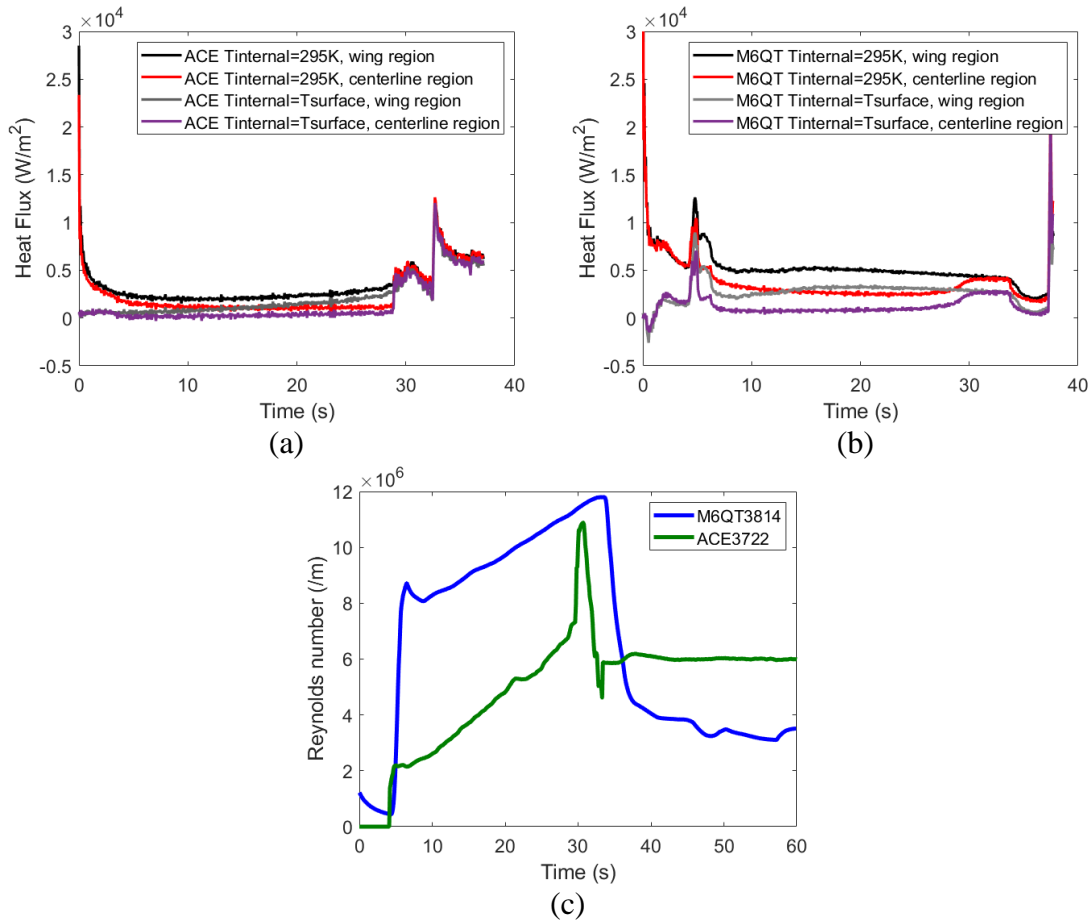 ×10⁴
3
2.5
2
1.5
1
0.5
0
-0.5
Heat Flux (W/m²)
ACE Tinternal=295K, wing region
ACE Tinternal=295K, centerline region
ACE Tinternal=Tsurface, wing region
ACE Tinternal=Tsurface, centerline region
0 10 20 30 40
Time (s)
(a)
×10⁴
3
2.5
2
1.5
1
0.5
0
-0.5
Heat Flux (W/m²)
M6QT Tinternal=295K, wing region
M6QT Tinternal=295K, centerline region
M6QT Tinternal=Tsurface, wing region
M6QT Tinternal=Tsurface, centerline region
0 10 20 30 40
Time (s)
(b)
×10⁶
12
10
8
6
4
2
0
Reynolds number (/m)
M6QT3814
ACE3722
0 10 20 30 40 50 60
Time (s)
(c)